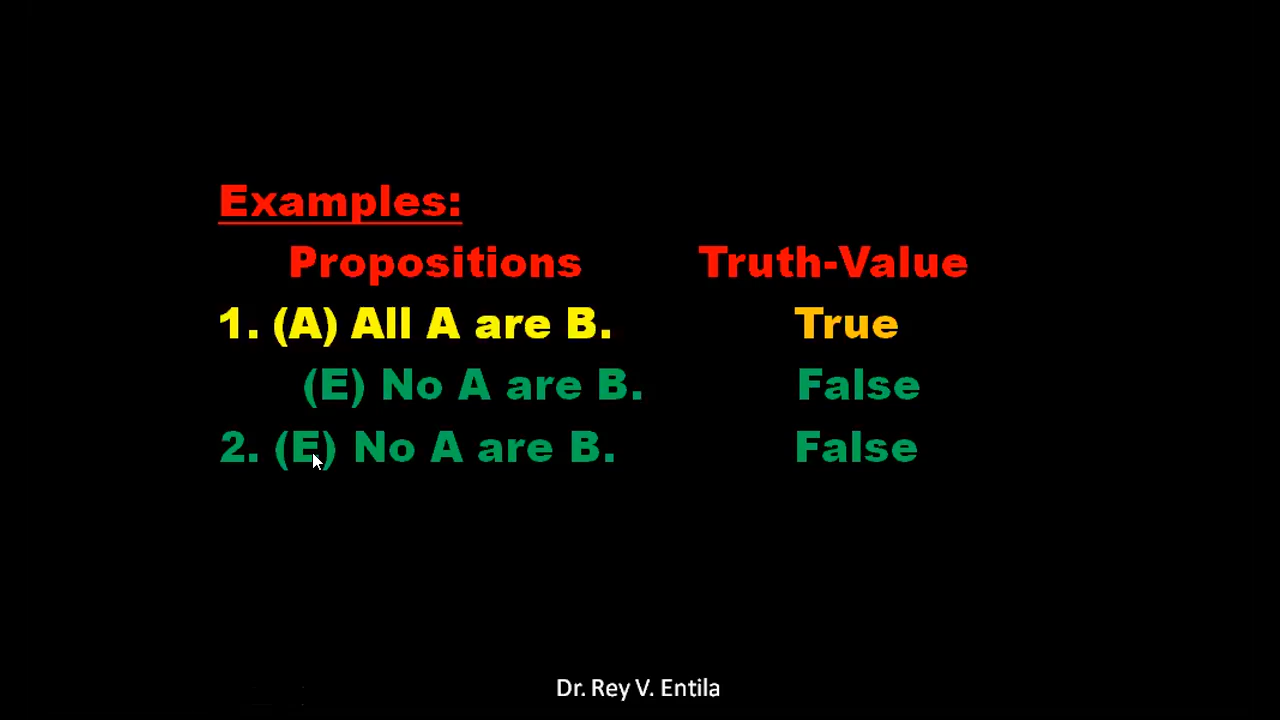 Examples:
Propositions Truth-Value
1. (A) All A are B. True
(E) No A are B. False
2. (E) No A are B. False
Dr. Rey V. Entila